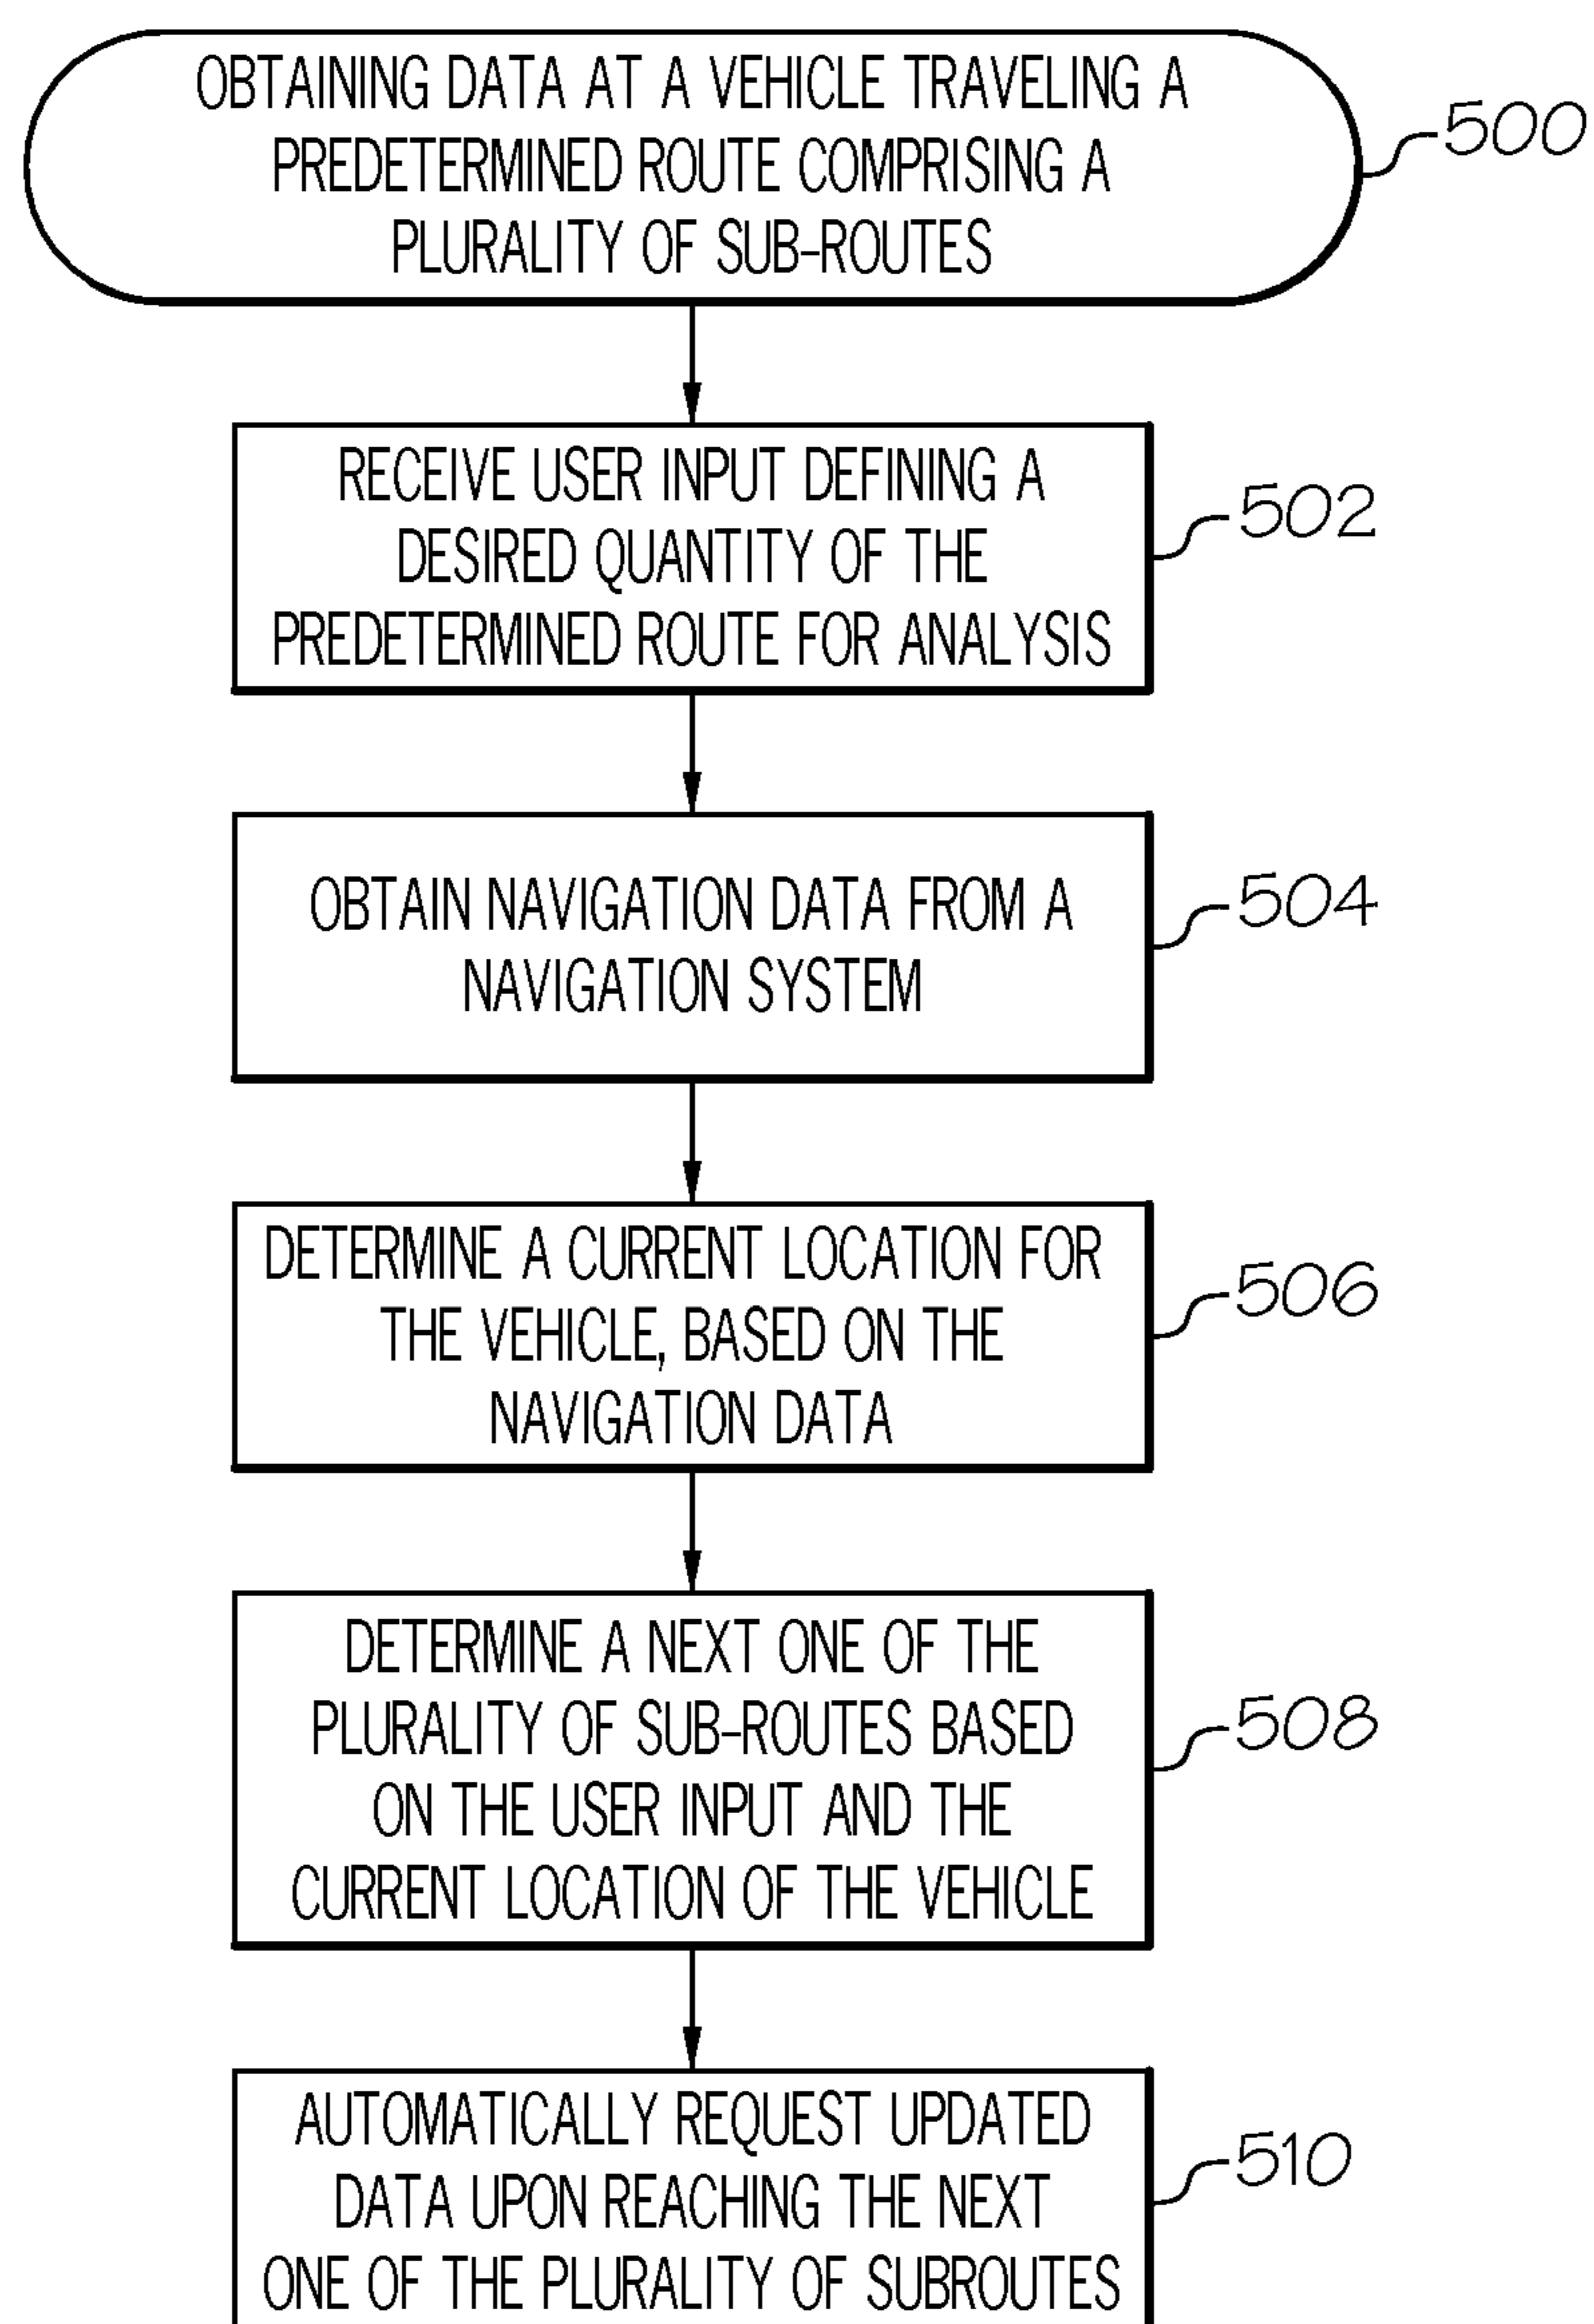 OBTAINING DATA AT A VEHICLE TRAVELING A
PREDETERMINED ROUTE COMPRISING A
PLURALITY OF SUB-ROUTES
500
RECEIVE USER INPUT DEFINING A
DESIRED QUANTITY OF THE
PREDETERMINED ROUTE FOR ANALYSIS
502
OBTAIN NAVIGATION DATA FROM A
NAVIGATION SYSTEM
504
DETERMINE A CURRENT LOCATION FOR
THE VEHICLE, BASED ON THE
NAVIGATION DATA
506
DETERMINE A NEXT ONE OF THE
PLURALITY OF SUB-ROUTES BASED
ON THE USER INPUT AND THE
CURRENT LOCATION OF THE VEHICLE
508
AUTOMATICALLY REQUEST UPDATED
DATA UPON REACHING THE NEXT
ONE OF THE PLURALITY OF SUBROUTES
510